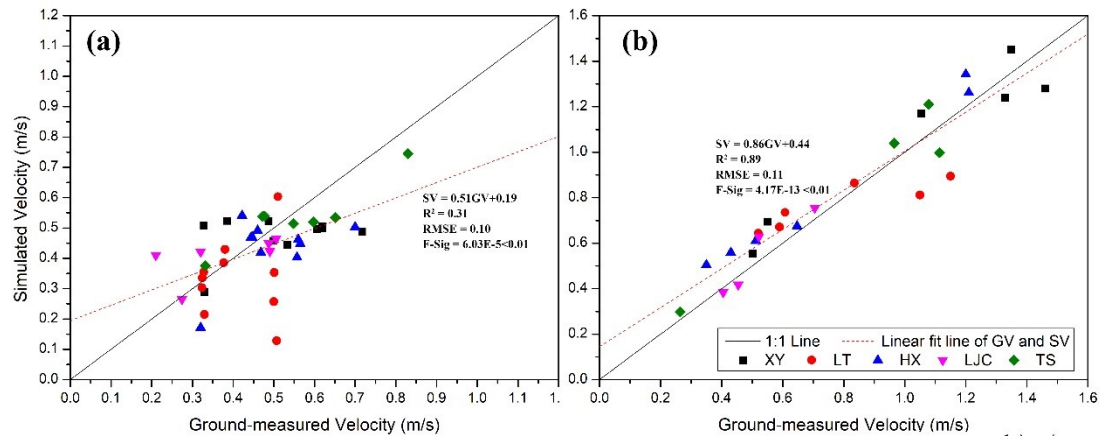 (a)
Simulated Velocity (m/s)
1.2
1.1
1.0
0.9
0.8
0.7
0.6
0.5
0.4
0.3
0.2
0.1
0.0
SV = 0.51GV+0.19
R² = 0.31
RMSE = 0.10
F-Sig = 6.03E-5<0.01
0.0 0.1 0.2 0.3 0.4 0.5 0.6 0.7 0.8 0.9 1.0 1.1 1.
Ground-measured Velocity (m/s)
(b)
1.6
1.4
1.2
1.0
0.8
0.6
0.4
0.2
0.0
SV = 0.86GV+0.44
R² = 0.89
RMSE = 0.11
F-Sig = 4.17E-13 <0.01
1:1 Line Linear fit line of GV and SV
XY LT HX LJC TS
0.0 0.2 0.4 0.6 0.8 1.0 1.2 1.4 1.6
Ground-measured Velocity (m/s)